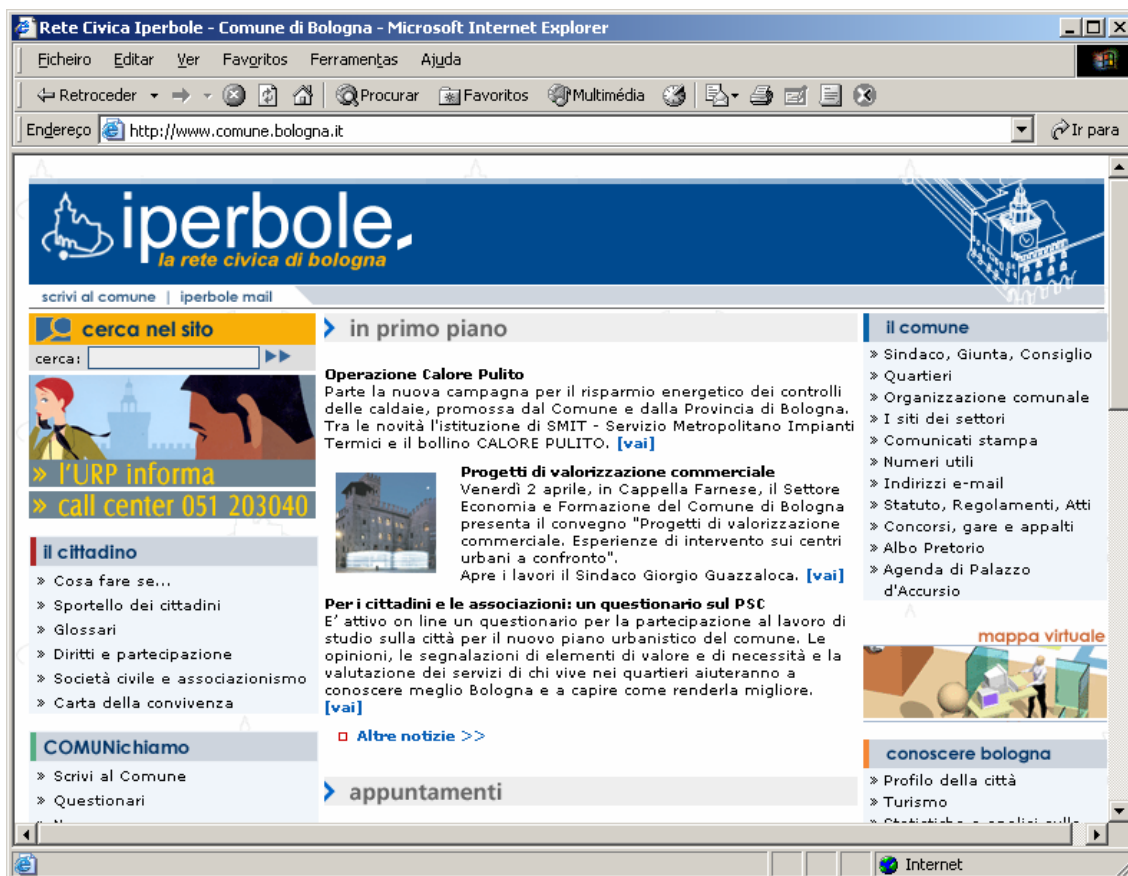 Rete Civica Iperbole - Comune di Bologna - Microsoft Internet Explorer
Ficheiro Editar Ver Favoritos Ferramentas Ajuda
Retroceder Procurar Favoritos Multimédia
Endereço http://www.comune.bologna.it Ir para
iperbole.
la rete civica di bologna
scrivi al comune | iperbole mail
cerca nel sito
cerca:
» l'URP informa
» call center 051 203040
il cittadino
» Cosa fare se...
» Sportello dei cittadini
» Glossari
» Diritti e partecipazione
» Società civile e associazionismo
» Carta della convivenza
COMUNichiamo
» Scrivi al Comune
» Questionari
in primo piano
Operazione Calore Pulito
Parte la nuova campagna per il risparmio energetico dei controlli
delle caldaie, promossa dal Comune e dalla Provincia di Bologna.
Tra le novità l'istituzione di SMIT - Servizio Metropolitano Impianti
Termici e il bollino CALORE PULITO. [vai]
Progetti di valorizzazione commerciale
Venerdì 2 aprile, in Cappella Farnese, il Settore
Economia e Formazione del Comune di Bologna
presenta il convegno "Progetti di valorizzazione
commerciale. Esperienze di intervento sui centri
urbani a confronto".
Apre i lavori il Sindaco Giorgio Guazzaloca. [vai]
Per i cittadini e le associazioni: un questionario sul PSC
E' attivo on line un questionario per la partecipazione al lavoro di
studio sulla città per il nuovo piano urbanistico del comune. Le
opinioni, le segnalazioni di elementi di valore e di necessità e la
valutazione dei servizi di chi vive nei quartieri aiuteranno a
conoscere meglio Bologna e a capire come renderla migliore.
[vai]
Altre notizie >>
appuntamenti
il comune
» Sindaco, Giunta, Consiglio
» Quartieri
» Organizzazione comunale
» I siti dei settori
» Comunicati stampa
» Numeri utili
» Indirizzi e-mail
» Statuto, Regolamenti, Atti
» Concorsi, gare e appalti
» Albo Pretorio
» Agenda di Palazzo
d'Accursio
mappa virtuale
conoscere bologna
» Profilo della città
» Turismo
Internet